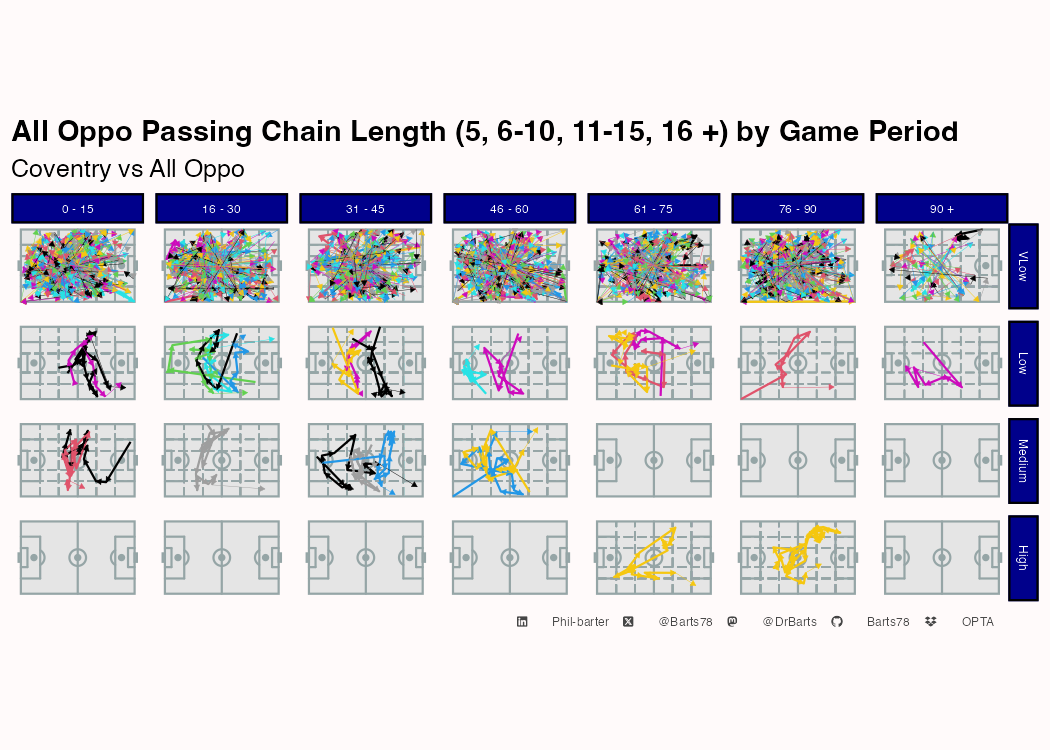 All Oppo Passing Chain Length (5, 6-10, 11-15, 16 +) by Game Period
Coventry vs All Oppo
0 - 15 16 - 30 31 - 45 46 - 60 61 - 75 76 - 90 90 +
VLow
Low
Medium
High
Phil-barter @Barts78 @DrBarts Barts78 OPTA